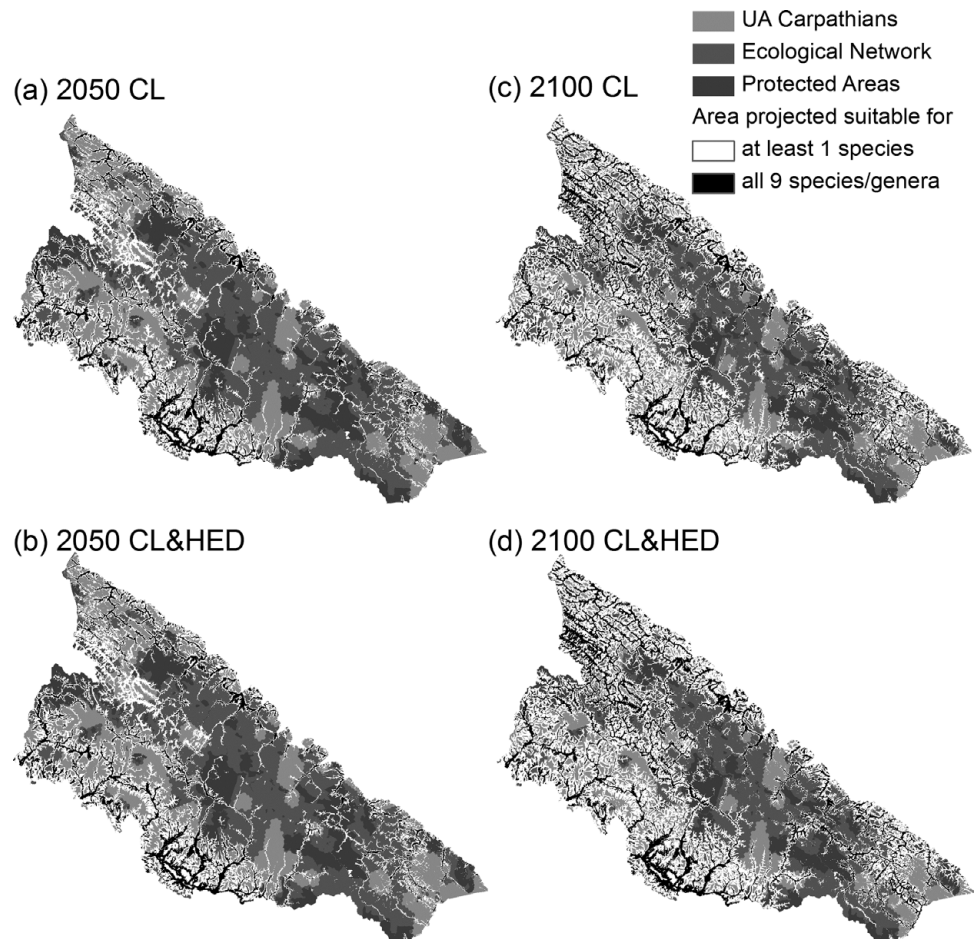 UA Carpathians
Ecological Network
Protected Areas
Area projected suitable for
at least 1 species
all 9 species/genera
(a) 2050 CL
(c) 2100 CL
(b) 2050 CL&HED
(d) 2100 CL&HED